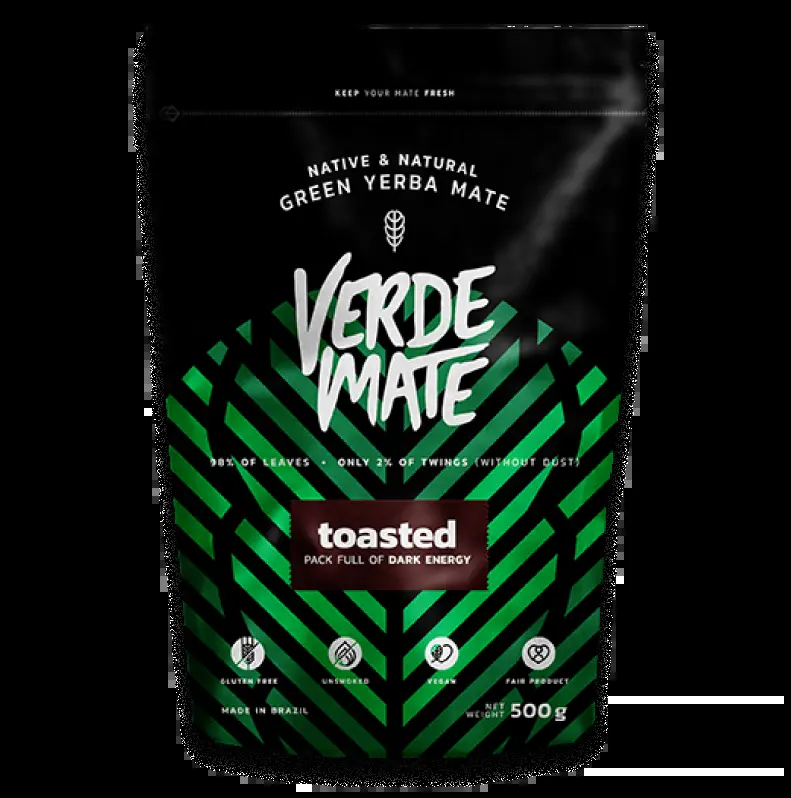 KEEP YOUR MATE FRESH
NATIVE & NATURAL
GREEN YERBA MATE
VERDE
MATE
98% OF LEAVES • ONLY 2% OF TWINGS (WITHOUT DUST)
toasted
PACK FULL OF DARK ENERGY
GLUTEN FREE UNSMOKED VEGAN FAIR PRODUCT
MADE IN BRAZIL
NET WEIGHT 500g